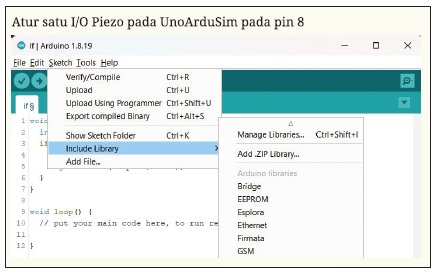 Atur satu I/O Piezo pada UnoArduSim pada pin 8
if | Arduino 1.8.19
File Edit Sketch Tools Help
Verify/Compile Ctrl+R
Upload Ctrl+U
Upload Using Programmer Ctrl+Shift+U
Export compiled Binary Ctrl+Alt+S
Show Sketch Folder Ctrl+K
Include Library
Add File...
Manage Libraries... Ctrl+Shift+I
Add .ZIP Library...
Arduino libraries
Bridge
EEPROM
Esplora
Ethernet
Firmata
GSM
if §
1 void
2 in
3 if
4
5
6 }
7 }
8
9 void loop() {
10 // put your main code here, to run re
11
12 }